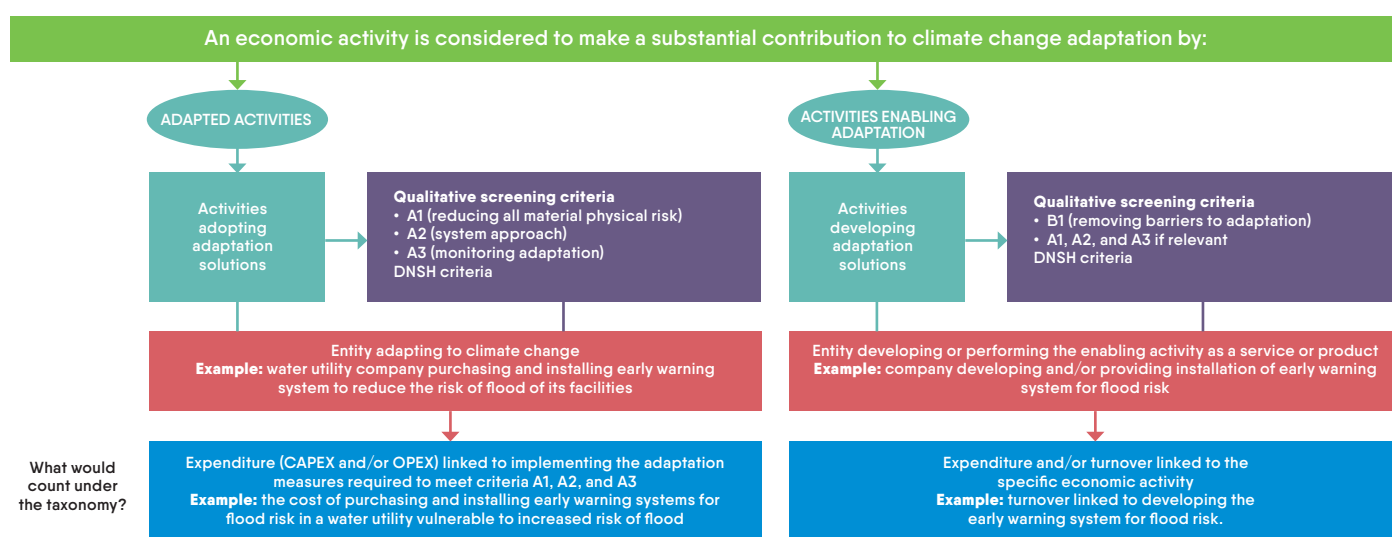 An economic activity is considered to make a substantial contribution to climate change adaptation by:
ADAPTED ACTIVITIES
Activities
adopting
adaptation
solutions
Qualitative screening criteria
• A1 (reducing all material physical risk)
• A2 (system approach)
• A3 (monitoring adaptation)
DNSH criteria
Entity adapting to climate change
Example: water utility company purchasing and installing early warning
system to reduce the risk of flood of its facilities
ACTIVITIES ENABLING
ADAPTATION
Activities
developing
adaptation
solutions
Qualitative screening criteria
• B1 (removing barriers to adaptation)
• A1, A2, and A3 if relevant
DNSH criteria
Entity developing or performing the enabling activity as a service or product
Example: company developing and/or providing installation of early warning
system for flood risk
What would
count under
the taxonomy?
Expenditure (CAPEX and/or OPEX) linked to implementing the adaptation
measures required to meet criteria A1, A2, and A3
Example: the cost of purchasing and installing early warning systems for
flood risk in a water utility vulnerable to increased risk of flood
Expenditure and/or turnover linked to the
specific economic activity
Example: turnover linked to developing the
early warning system for flood risk.